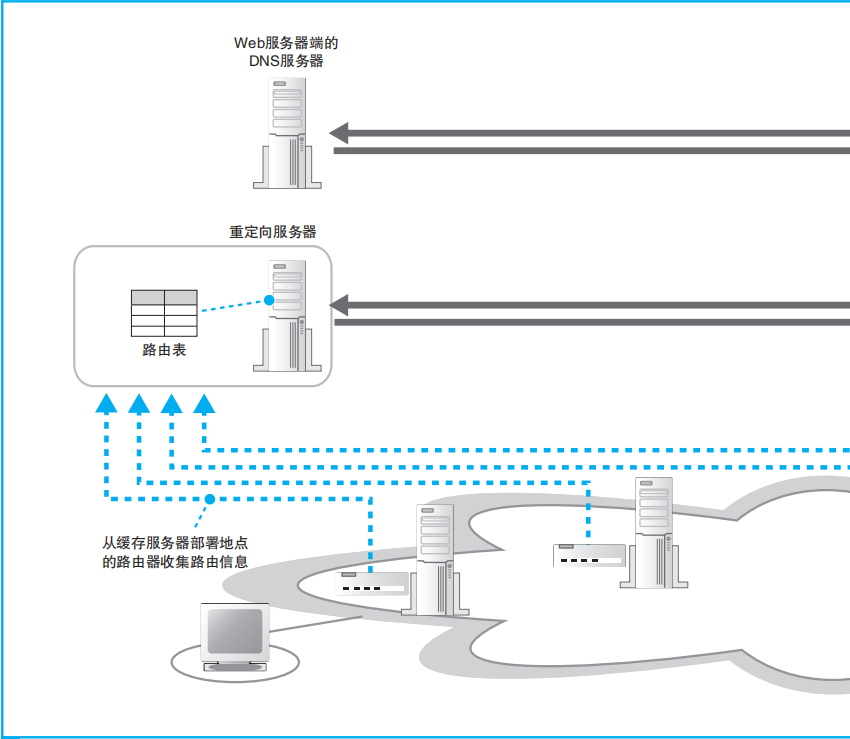 Web服务器端的
DNS服务器
重定向服务器
路由表
从缓存服务器部署地点
的路由器收集路由信息